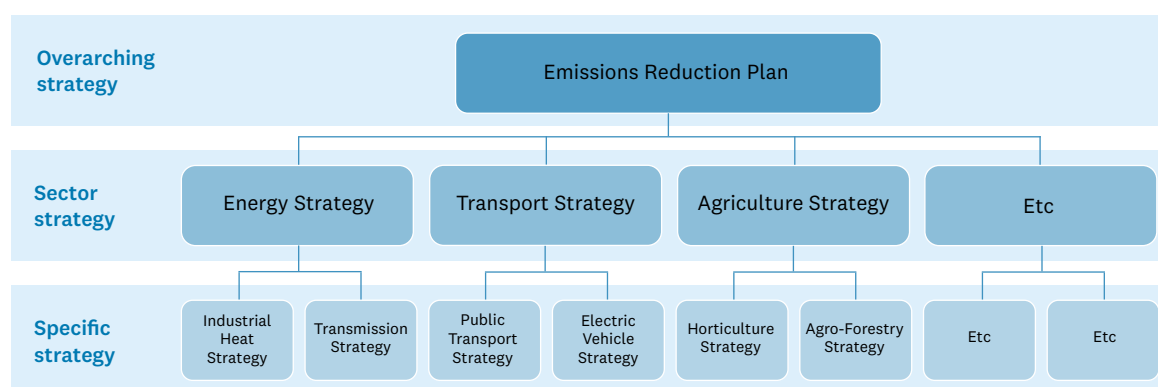 Overarching
strategy
Emissions Reduction Plan
Sector
strategy
Energy Strategy
Transport Strategy
Agriculture Strategy
Etc
Specific
strategy
Industrial
Heat
Strategy
Transmission
Strategy
Public
Transport
Strategy
Electric
Vehicle
Strategy
Horticulture
Strategy
Agro-Forestry
Strategy
Etc
Etc